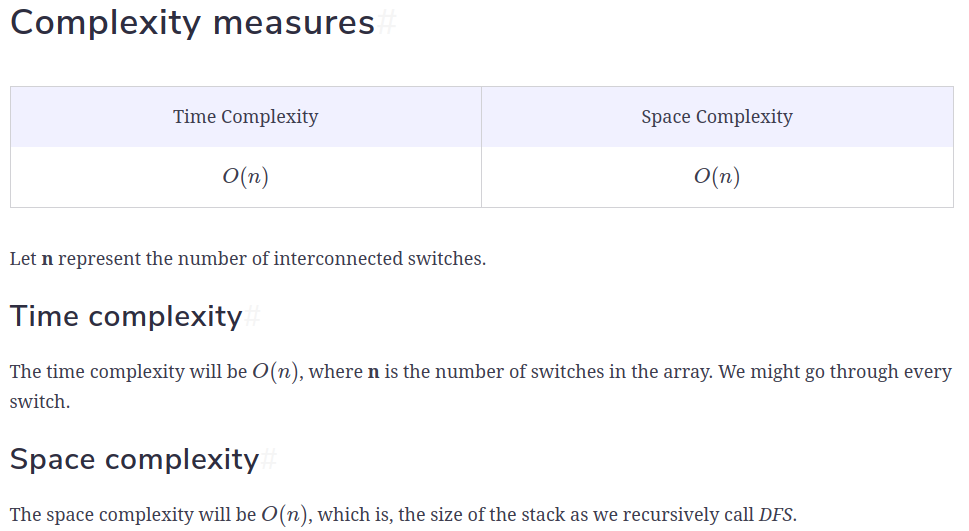 Complexity measures#
Time Complexity
Space Complexity
O(n)
O(n)
Let n represent the number of interconnected switches.
Time complexity#
The time complexity will be O(n), where n is the number of switches in the array. We might go through every
switch.
Space complexity#
The space complexity will be O(n), which is, the size of the stack as we recursively call DFS.